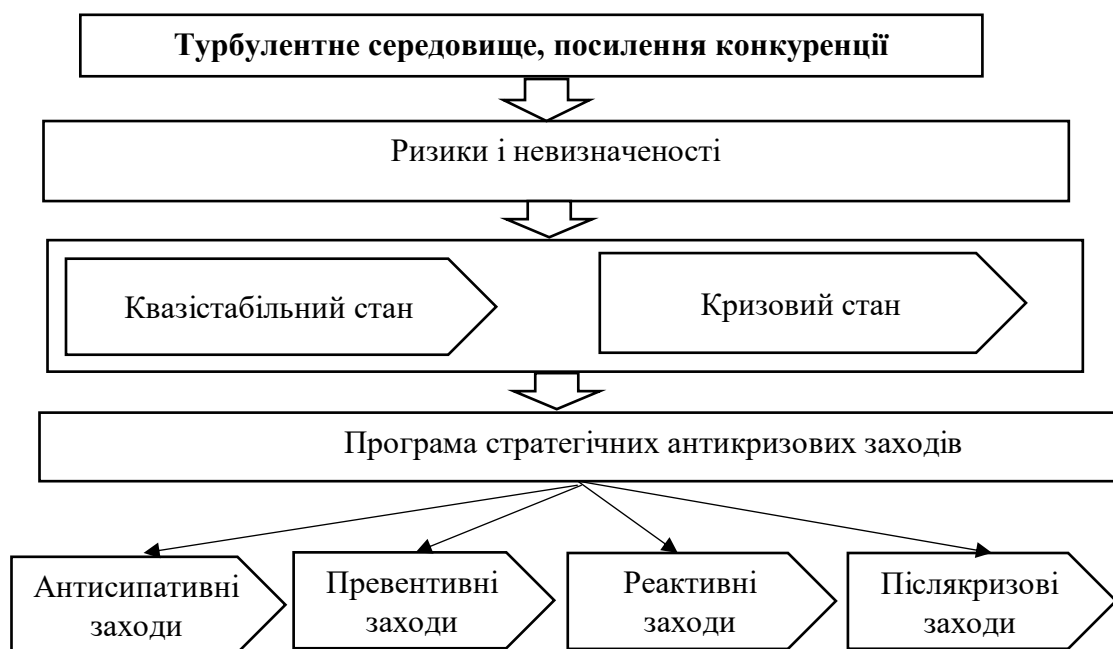 Турбулентне середовище, посилення конкуренції
Ризики і невизначеності
Квазістабільний стан
Кризовий стан
Програма стратегічних антикризових заходів
Антисипативні
заходи
Превентивні
заходи
Реактивні
заходи
Післякризові
заходи